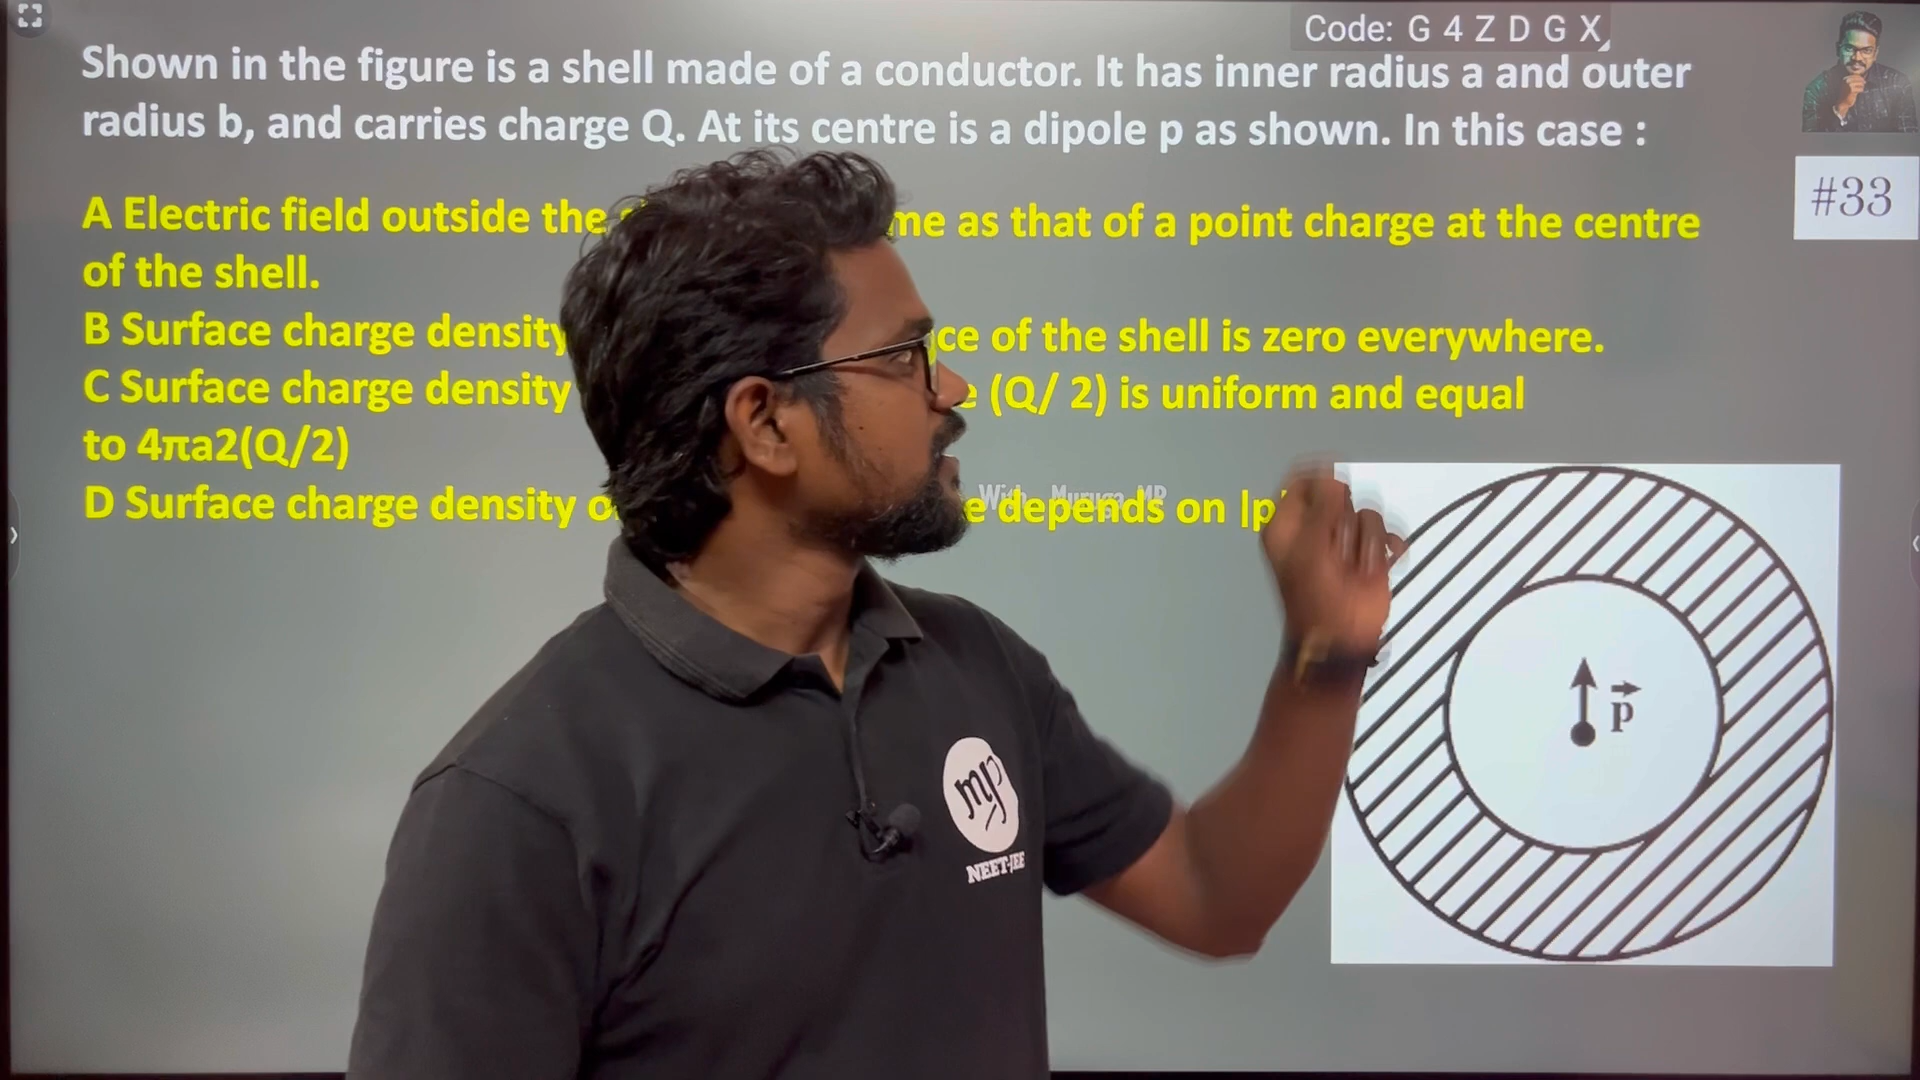 Code: G 4 Z D G X
Shown in the figure is a shell made of a conductor. It has inner radius a and outer
radius b, and carries charge Q. At its centre is a dipole p as shown. In this case :
#33
A Electric field outside the me as that of a point charge at the centre
of the shell.
B Surface charge density ce of the shell is zero everywhere.
C Surface charge density e (Q/ 2) is uniform and equal
to 4πa2(Q/2)
D Surface charge density o e depends on |p
With Muruga MP
p
mp
NEET-JEE